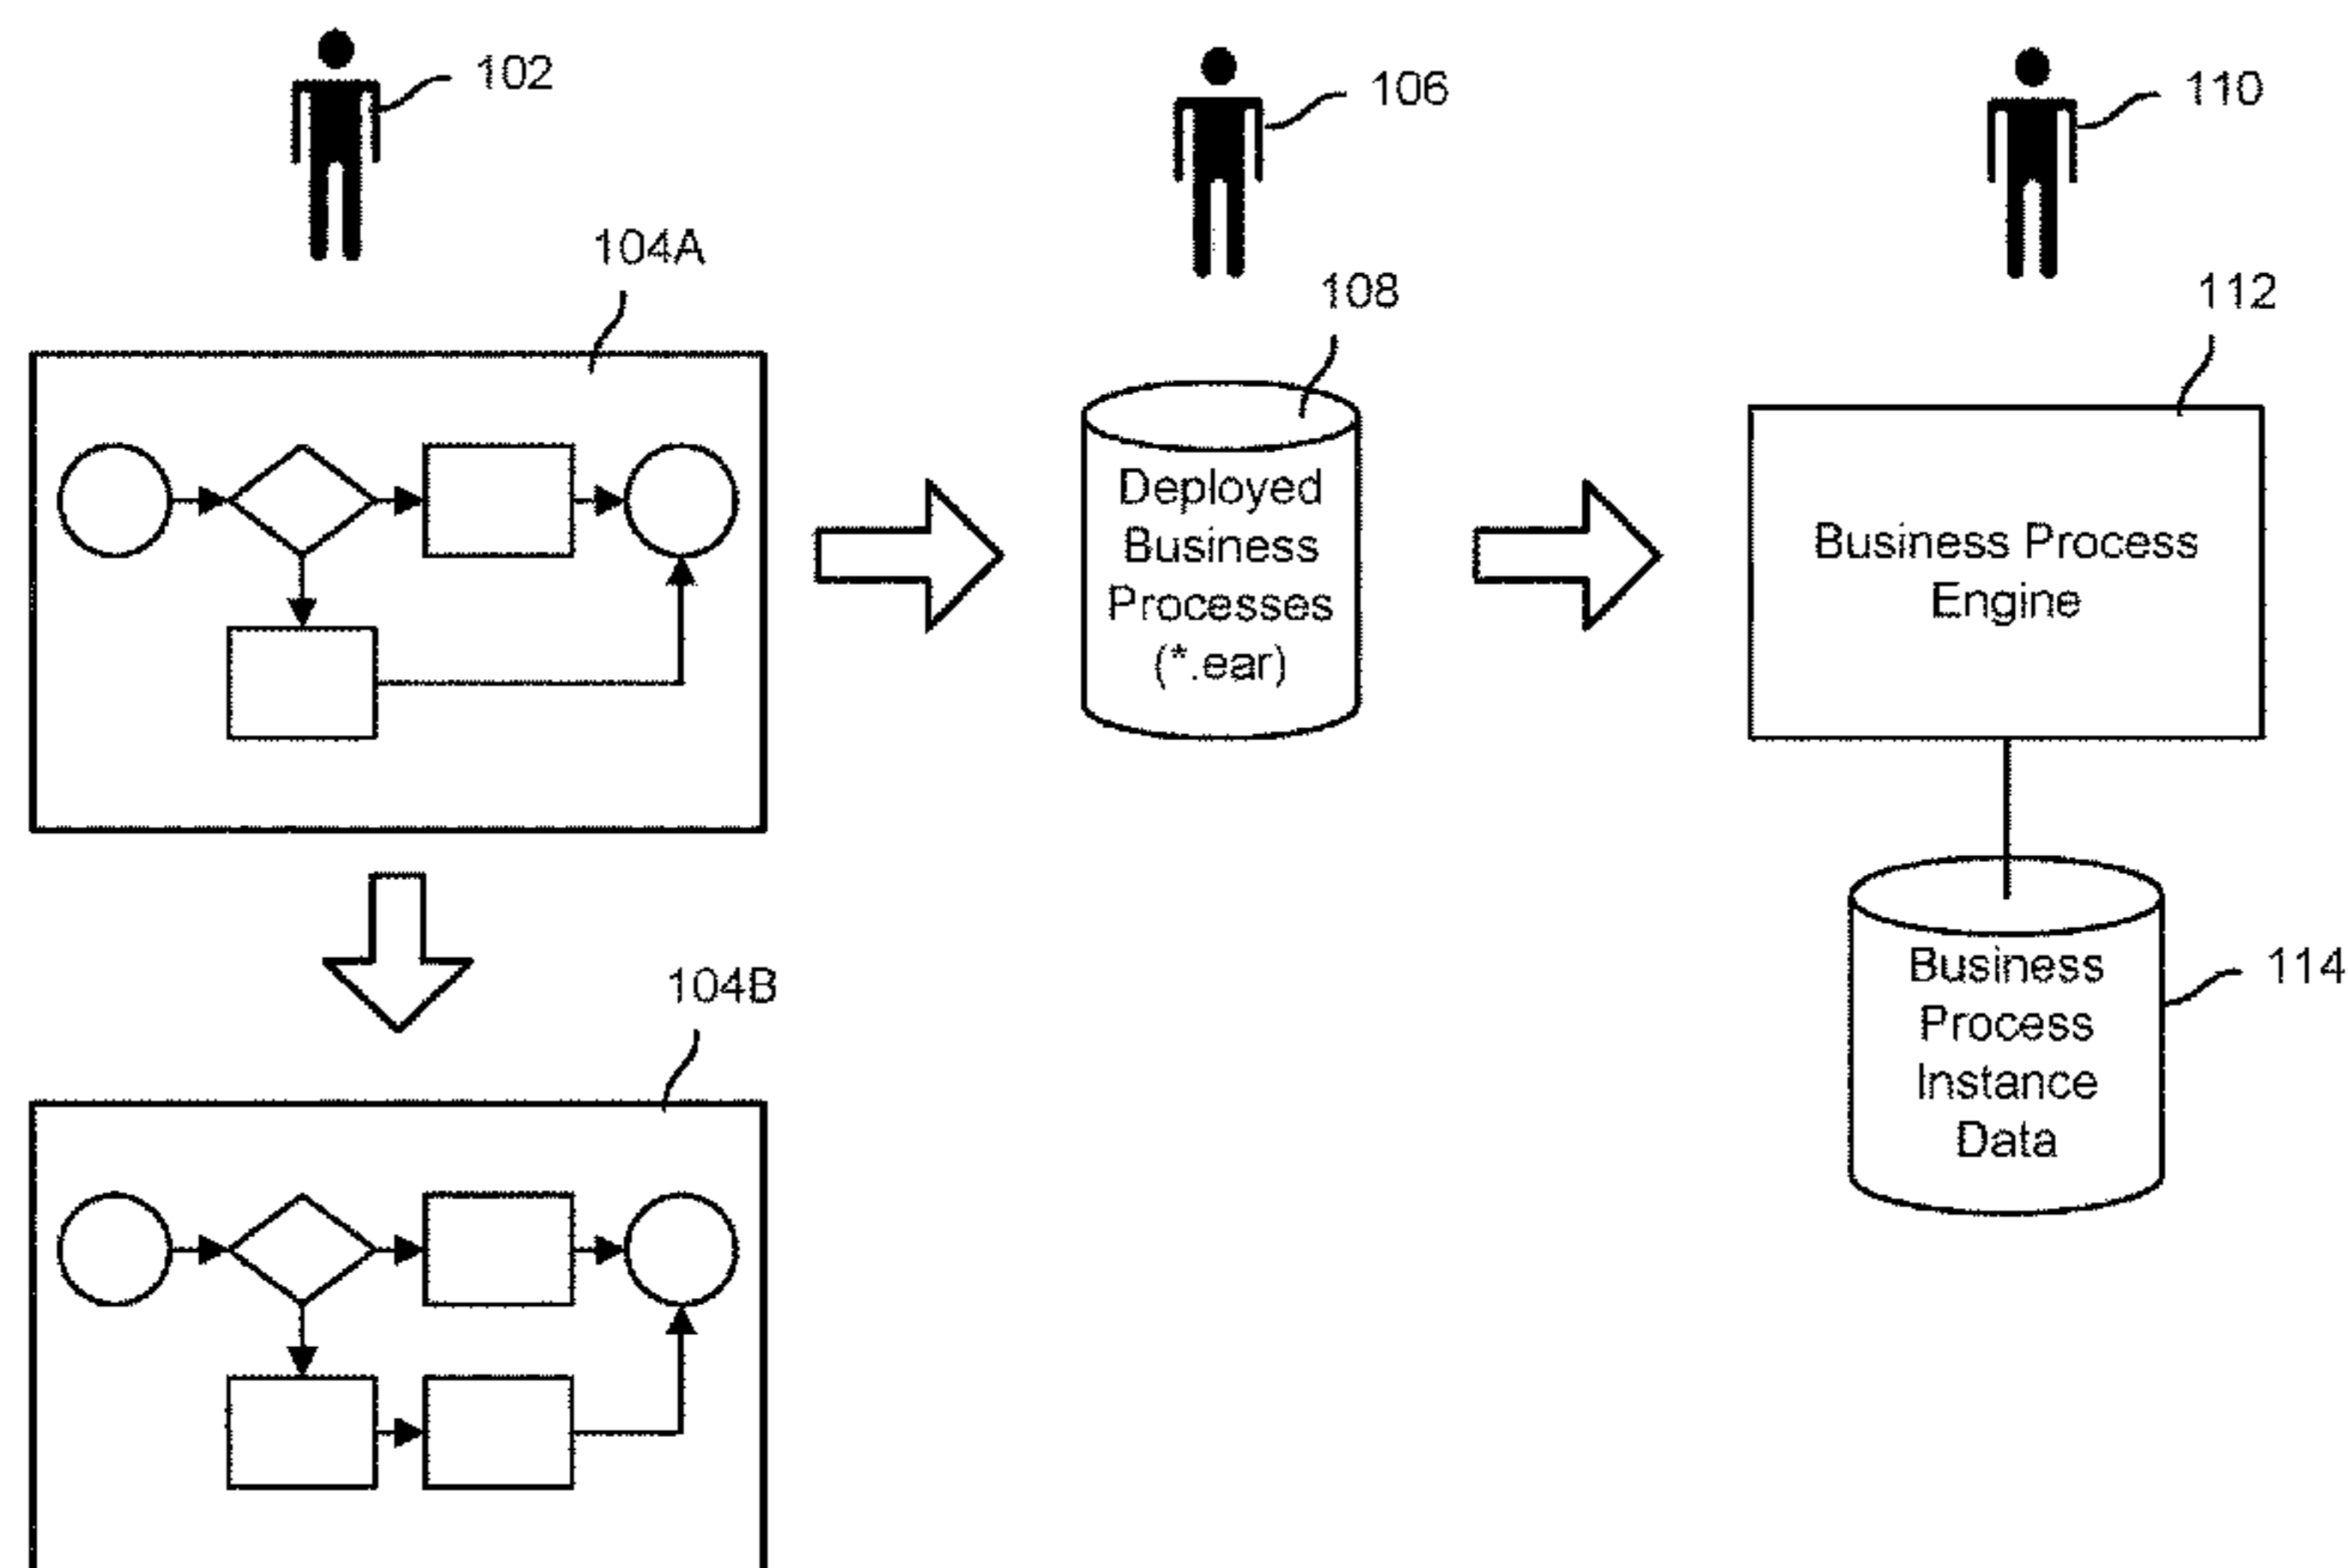 102
106
110
104A
108
112
Deployed
Business
Processes
(*.ear)
Business Process
Engine
104B
114
Business
Process
Instance
Data